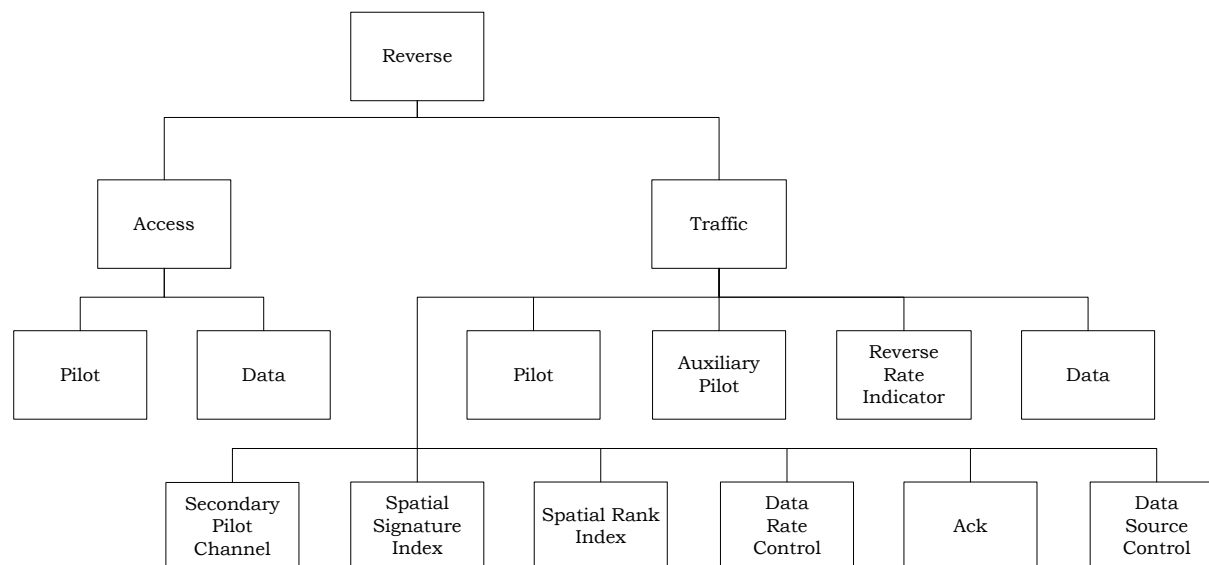 Reverse
Access
Traffic
Pilot
Data
Pilot
Auxiliary
Pilot
Reverse
Rate
Indicator
Data
Secondary
Pilot
Channel
Spatial
Signature
Index
Spatial Rank
Index
Data
Rate
Control
Ack
Data
Source
Control